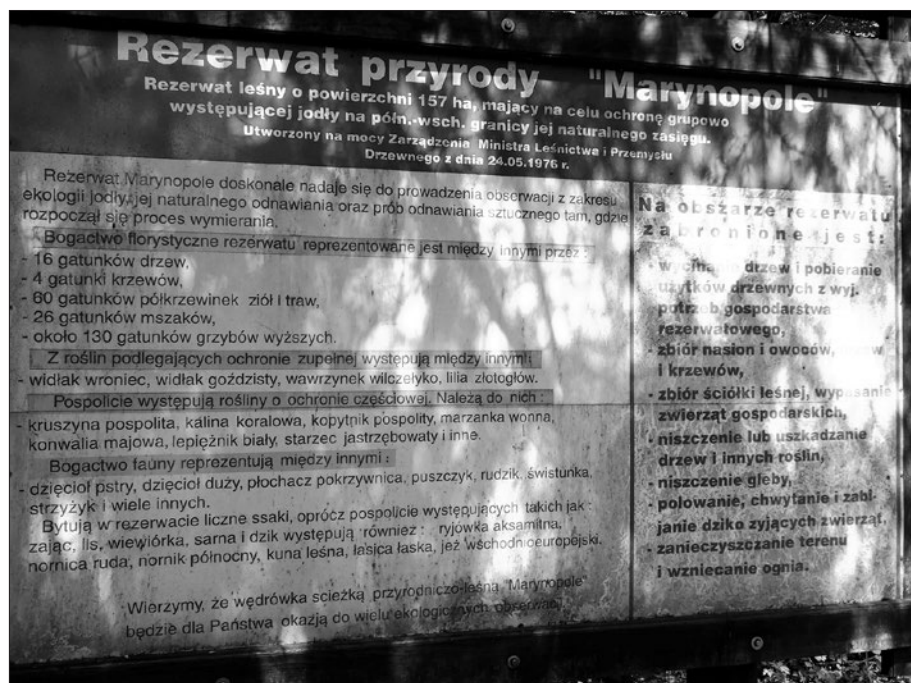 Rezerwat przyrody "Marynopole"
Rezerwat leśny o powierzchni 157 ha, mający na celu ochronę grupowo
występującej jodły na półn.-wsch. granicy jej naturalnego zasięgu.
Utworzony na mocy Zarządzenia Ministra Leśnictwa i Przemysłu
Drzewnego z dnia 24.05.1976 r.
Rezerwat Marynopole doskonale nadaje się do prowadzenia obserwacji z zakresu
ekologii jodły, jej naturalnego odnawiania oraz prób odnawiania sztucznego tam, gdzie
rozpoczął się proces wymierania.
Bogactwo florystyczne rezerwatu reprezentowane jest między innymi przez :
- 16 gatunków drzew,
- 4 gatunki krzewów,
- 60 gatunków półkrzewinek ziół i traw,
- 26 gatunków mszaków,
- około 130 gatunków grzybów wyższych.
Z roślin podlegających ochronie zupełnej występują między innymi :
- widłak wroniec, widłak goździsty, wawrzynek wilczełyko, lilia złotogłów.
Pospolicie występują rośliny o ochronie częściowej. Należą do nich :
- kruszyna pospolita, kalina koralowa, kopytnik pospolity, marzanka wonna,
konwalia majowa, lepiężnik biały, starzec jastrzębowaty i inne.
Bogactwo fauny reprezentują między innymi :
- dzięcioł pstry, dzięcioł duży, płochacz pokrzywnica, puszczyk, rudzik, świstunka,
strzyżyk i wiele innych.
Bytują w rezerwacie liczne ssaki, oprócz pospolicie występujących takich jak :
zając, lis, wiewiórka, sarna i dzik występują również : ryjówka aksamitna,
nornica ruda, nornik północny, kuna leśna, łasica łaska, jeż wschodnioeuropejski.
Wierzymy, że wędrówka scieżką przyrodniczo-leśną "Marynopole"
będzie dla Państwa okazją do wielu ekologicznych obserwacji.
Na obszarze rezerwatu
zabronione jest:
- wycinanie drzew i pobieranie
użytków drzewnych z wyj.
potrzeb gospodarstwa
rezerwatowego,
- zbiór nasion i owoców,
i krzewów,
- zbiór ściółki leśnej, wypasanie
zwierząt gospodarskich,
- niszczenie lub uszkadzanie
drzew i innych roślin,
- niszczenie gleby,
- polowanie, chwytanie i zabi-
janie dziko zyjących zwierząt,
- zanieczyszczanie terenu
i wzniecanie ognia.